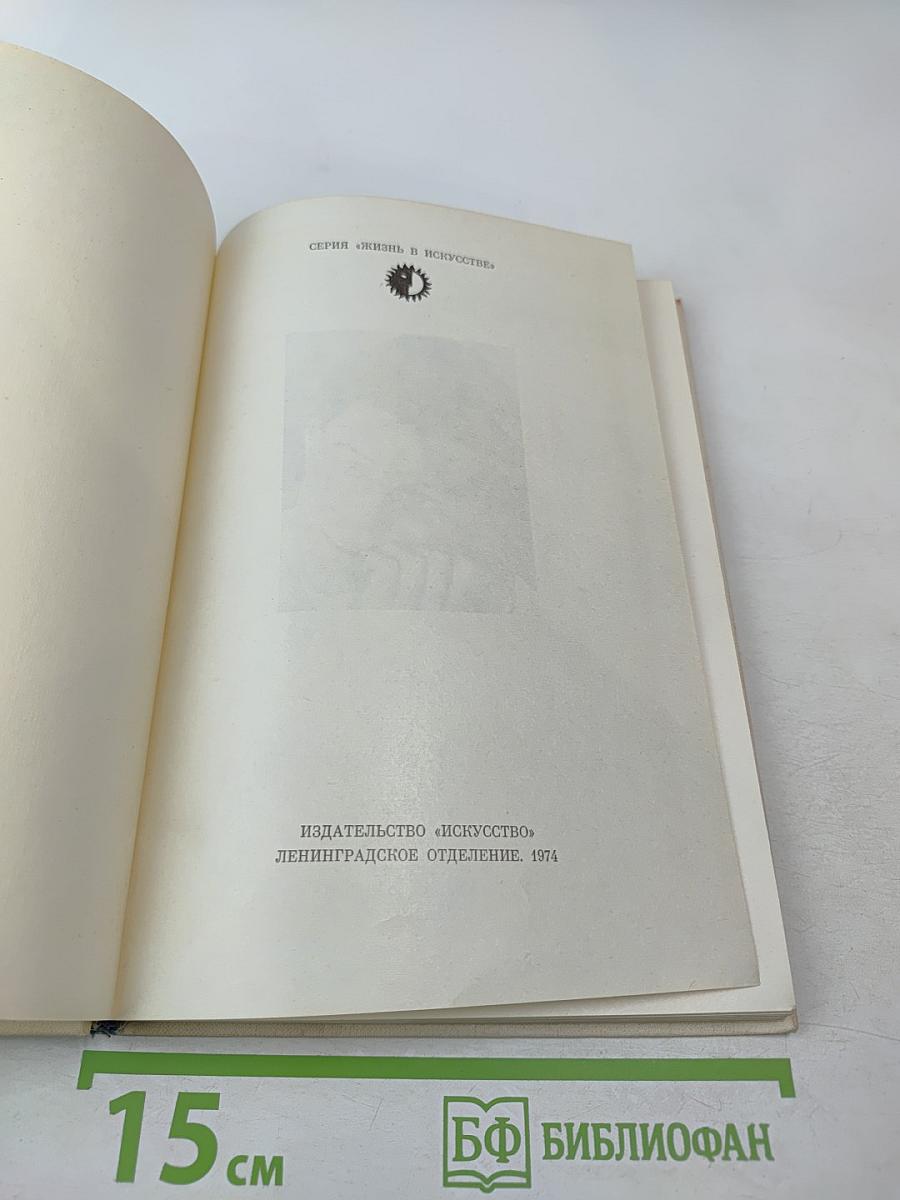 СЕРИЯ «ЖИЗНЬ В ИСКУССТВЕ»
ИЗДАТЕЛЬСТВО «ИСКУССТВО»
ЛЕНИНГРАДСКОЕ ОТДЕЛЕНИЕ. 1974
15 см
БФ БИБЛИОФАН